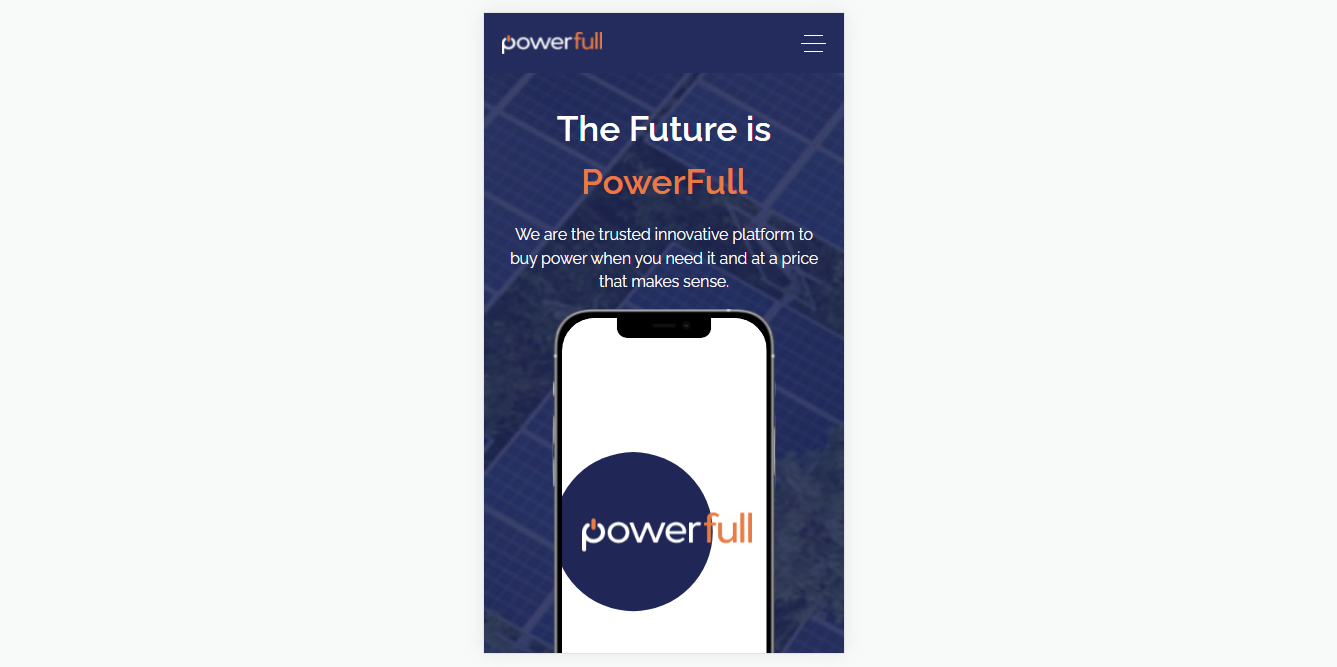 powerfull
The Future is
PowerFull
We are the trusted innovative platform to
buy power when you need it and at a price
that makes sense.
powerfull